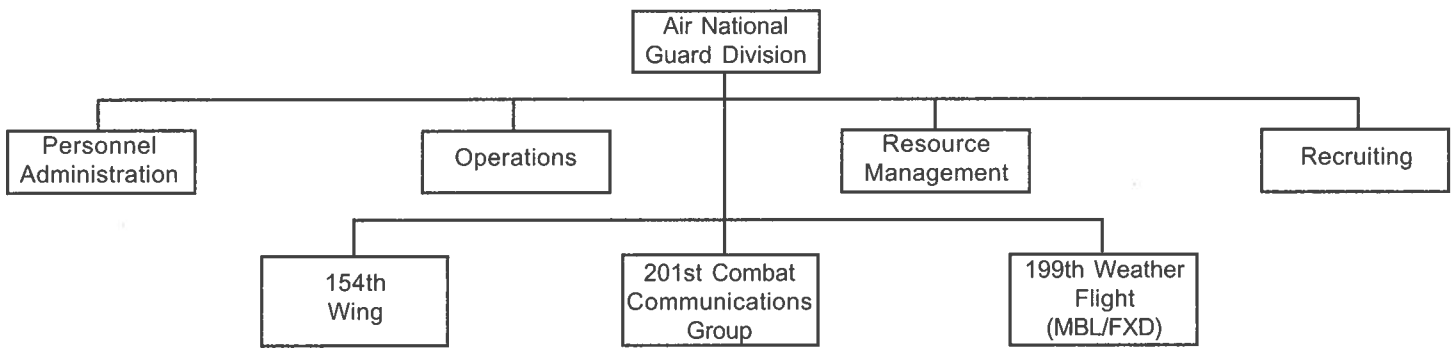 Air National
Guard Division
Personnel
Administration
Operations
Resource
Management
Recruiting
154th
Wing
201st Combat
Communications
Group
199th Weather
Flight
(MBL/FXD)